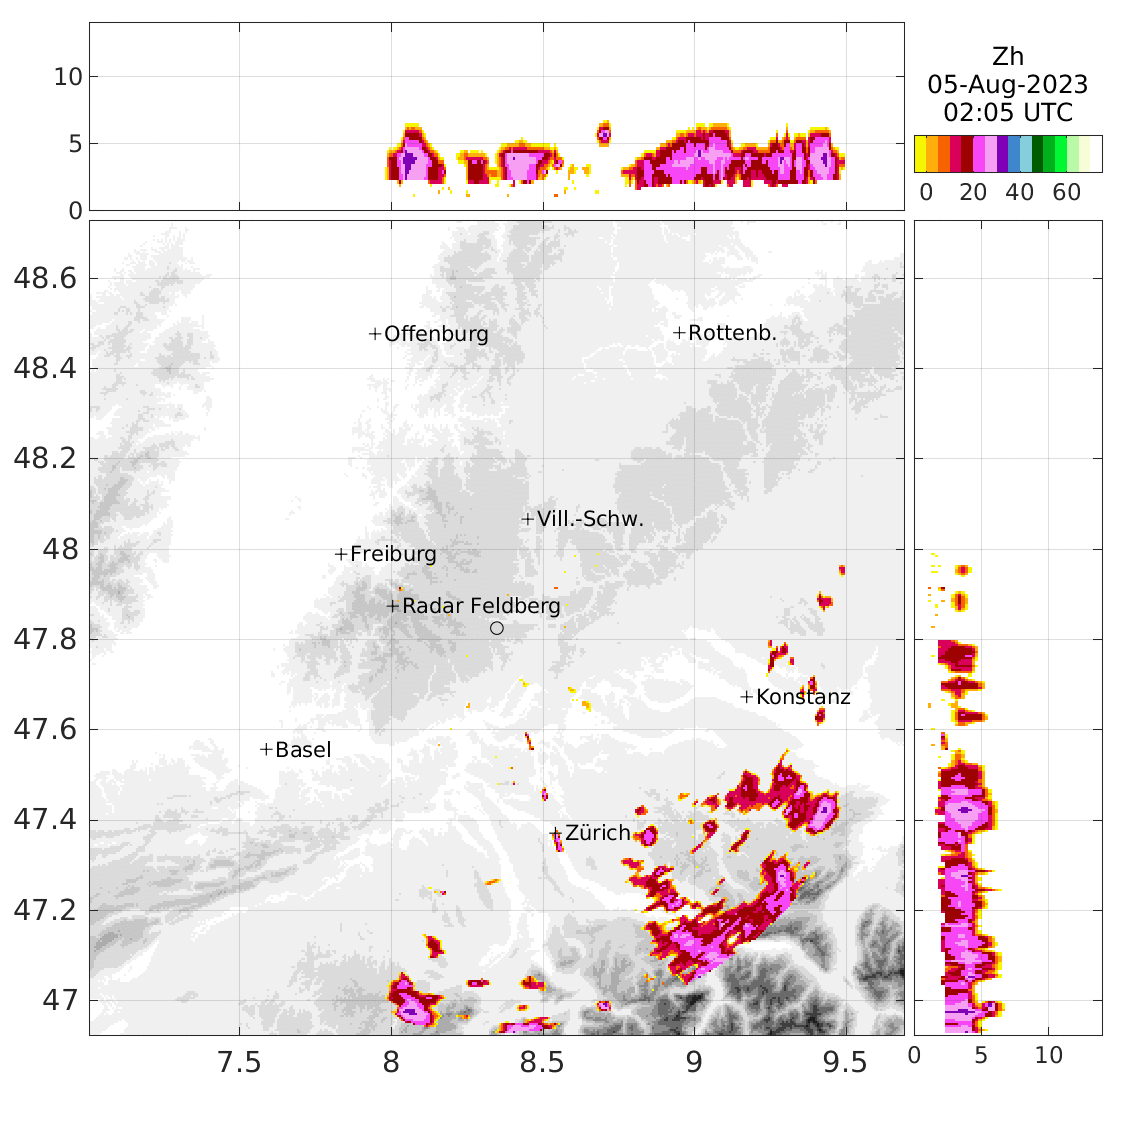 Zh
05-Aug-2023
02:05 UTC
0 20 40 60
10
5
0
48.6
48.4
48.2
48
47.8
47.6
47.4
47.2
47
Offenburg
Rottenb.
Vill.-Schw.
Freiburg
Radar Feldberg
Konstanz
Basel
Zürich
7.5 8 8.5 9 9.5
0 5 10